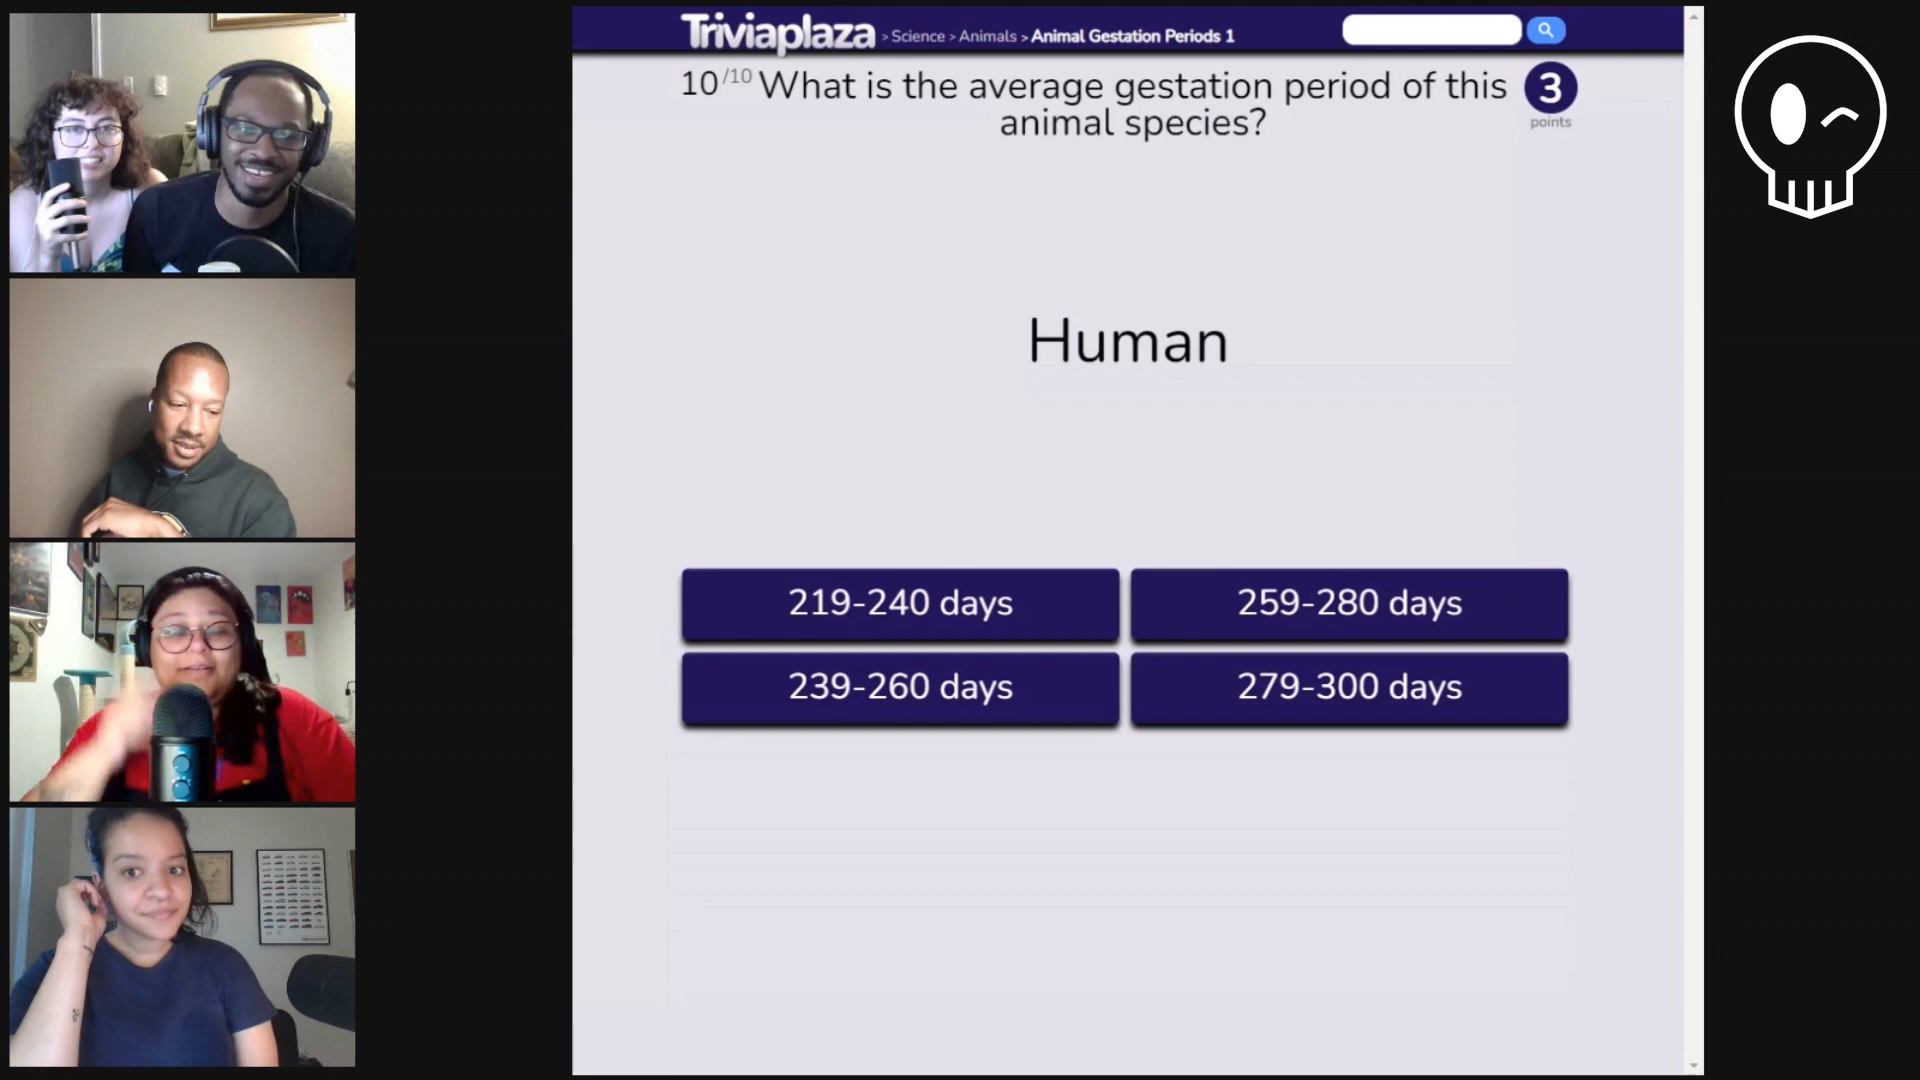 Triviaplaza > Science > Animals > Animal Gestation Periods 1
10/10 What is the average gestation period of this
animal species?
3
points
Human
219-240 days
259-280 days
239-260 days
279-300 days